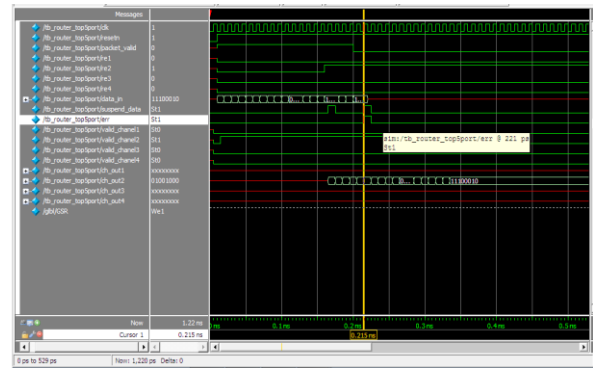 Messages
/tb_router_top5port/clk 1
/tb_router_top5port/resetn 1
/tb_router_top5port/packet_valid 0
/tb_router_top5port/re1 0
/tb_router_top5port/re2 1
/tb_router_top5port/re3 0
/tb_router_top5port/re4 0
/tb_router_top5port/data_in 11100010
/tb_router_top5port/suspend_data St1
/tb_router_top5port/err St1
/tb_router_top5port/valid_chanel1 St0
/tb_router_top5port/valid_chanel2 St1
/tb_router_top5port/valid_chanel3 St0
/tb_router_top5port/valid_chanel4 St0
/tb_router_top5port/ch_out1 xxxxxxxx
/tb_router_top5port/ch_out2 01001000
/tb_router_top5port/ch_out3 xxxxxxxx
/tb_router_top5port/ch_out4 xxxxxxxx
/glbl/GSR We1
sim:/tb_router_top5port/err @ 221 ps
St1
11100010
Now 1.22 ns
Cursor 1 0.215 ns
0.1 ns 0.2 ns 0.3 ns 0.4 ns 0.5 ns
0.215 ns
0 ps to 529 ps Now: 1,220 ps Delta: 0